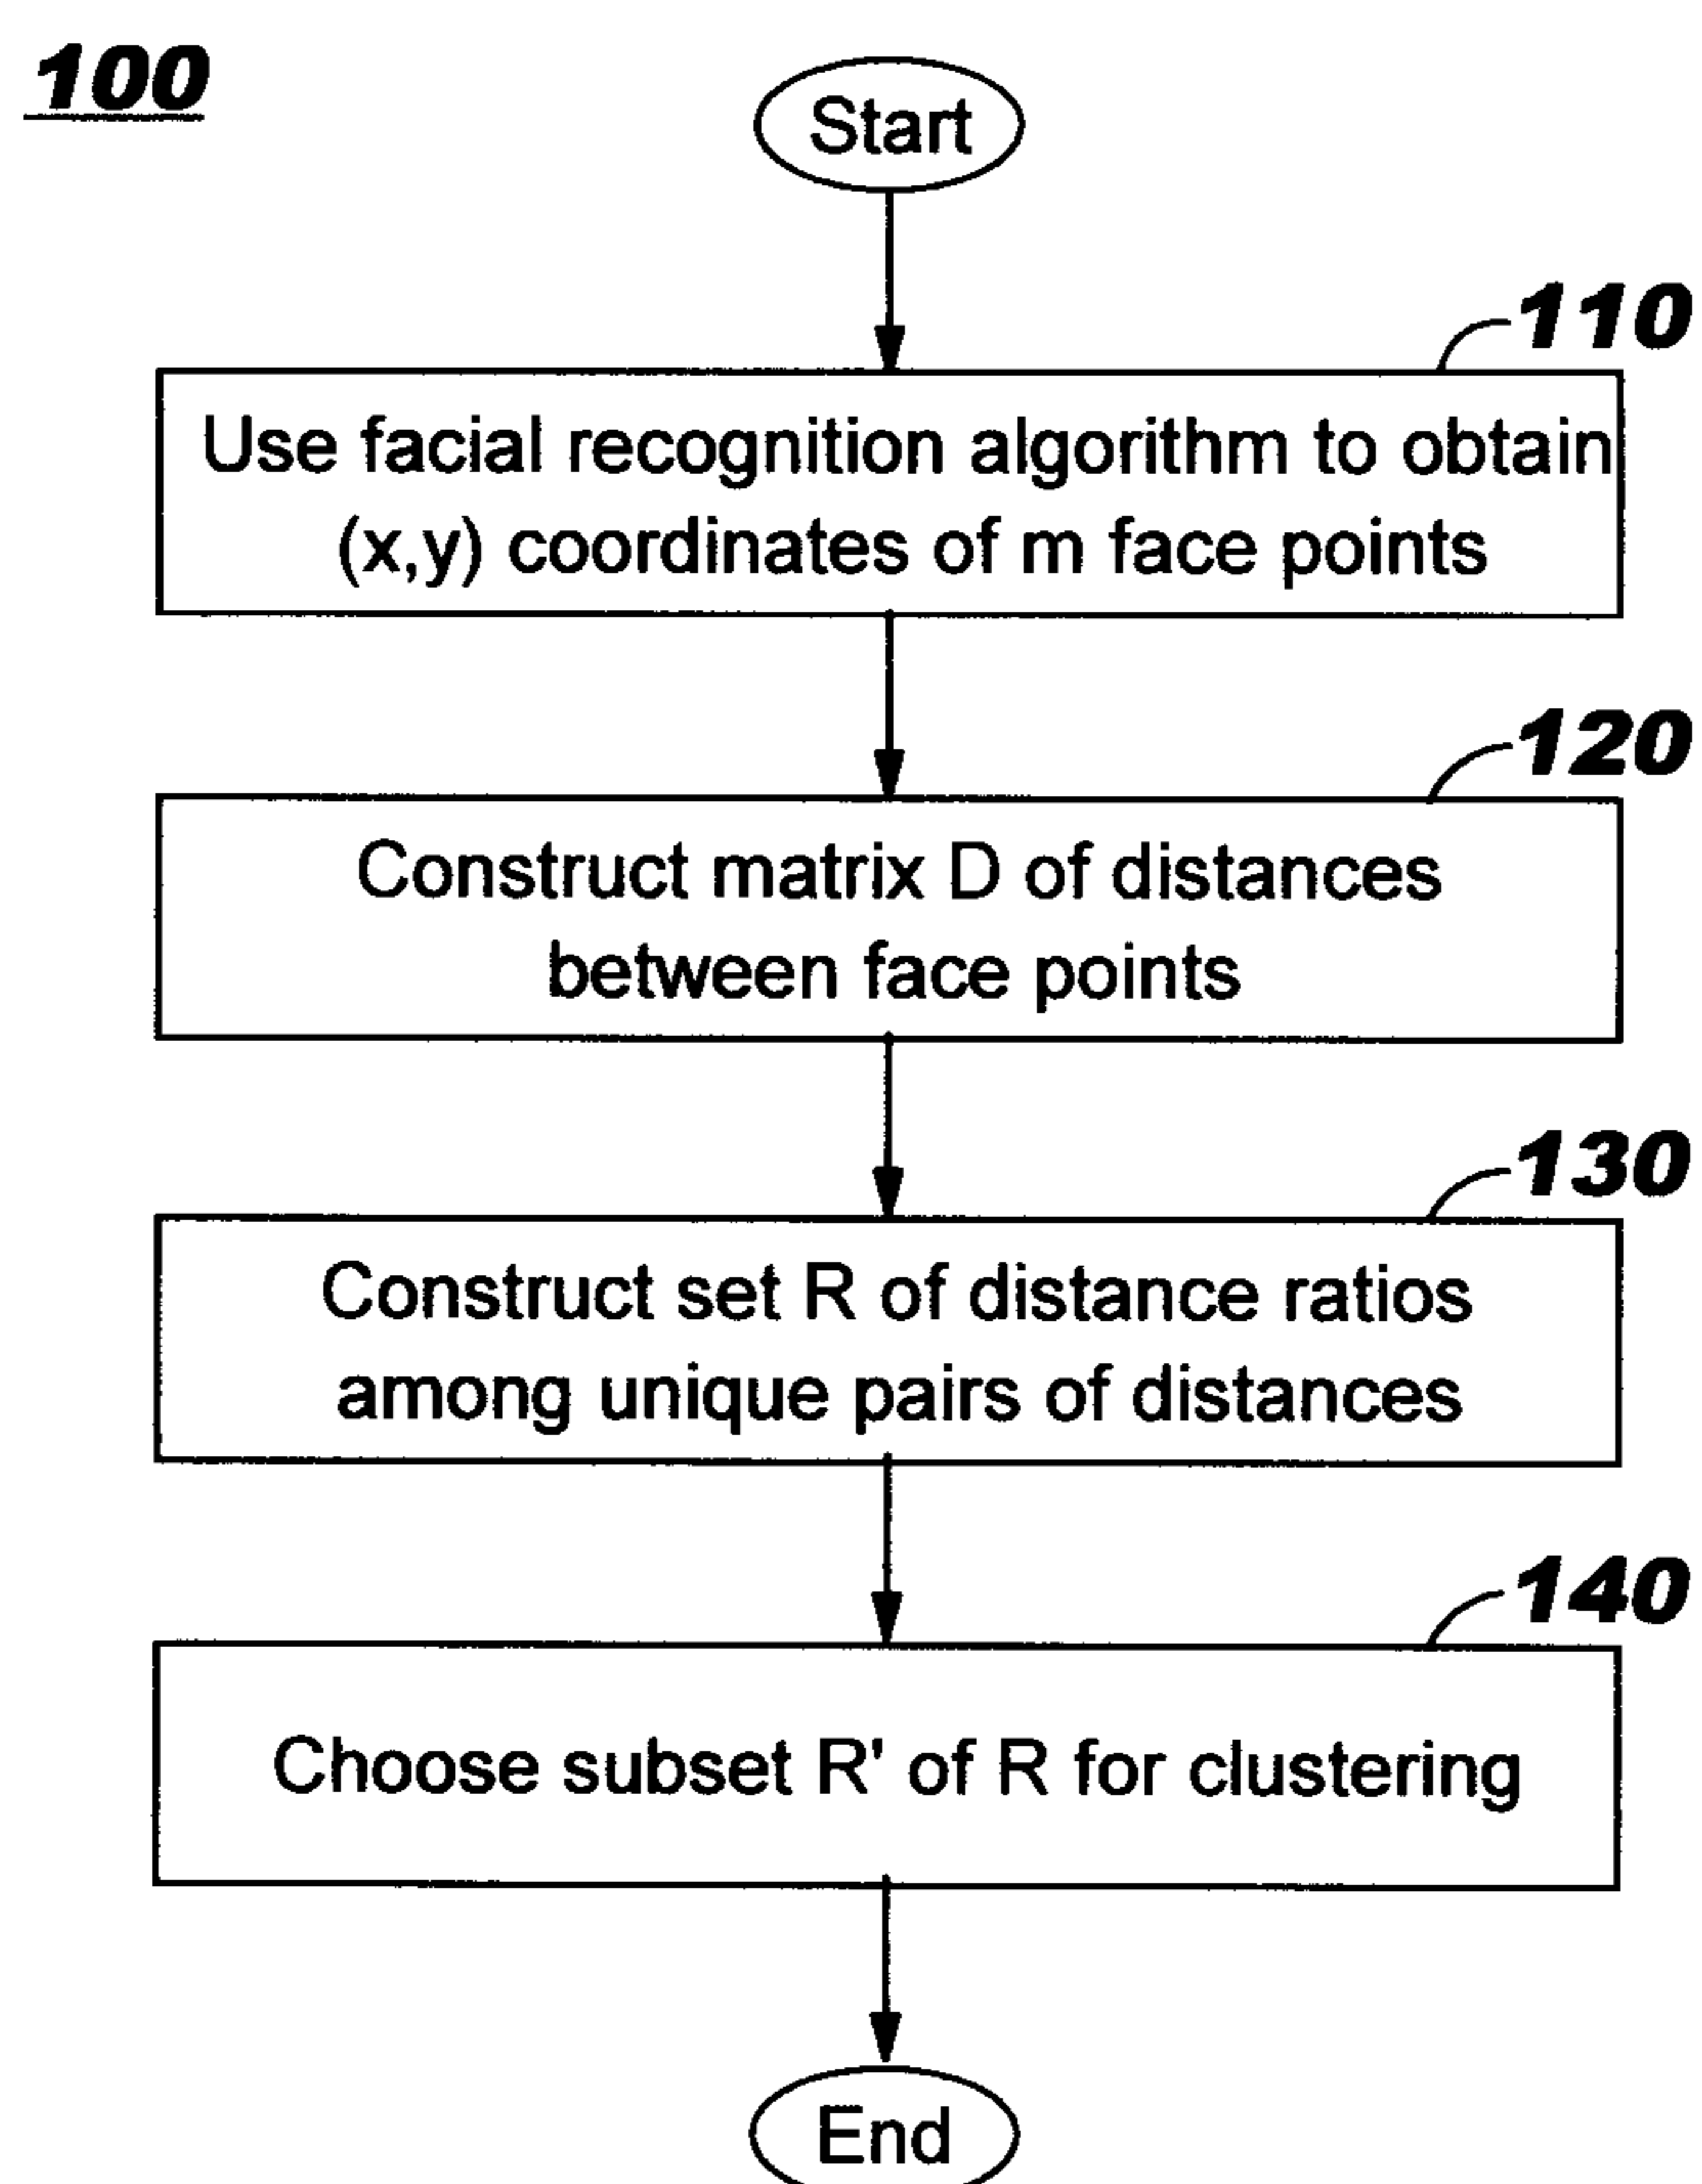 100
Start
110
Use facial recognition algorithm to obtain
(x,y) coordinates of m face points
120
Construct matrix D of distances
between face points
130
Construct set R of distance ratios
among unique pairs of distances
140
Choose subset R' of R for clustering
End